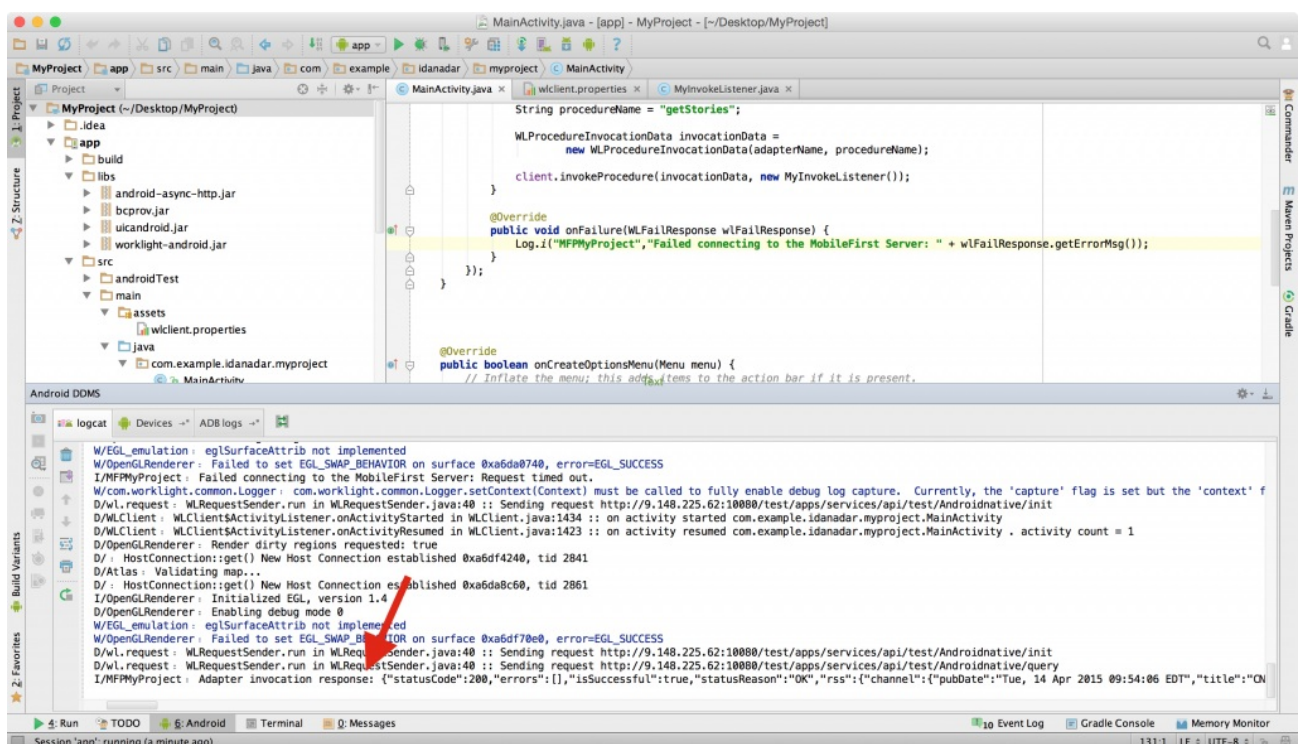 MainActivity.java - [app] - MyProject - [~/Desktop/MyProject]
app
MyProject app src main java com example idanadar myproject MainActivity
Project
MainActivity.java × wlclient.properties × MyInvokeListener.java ×
1: Project
Z: Structure
Build Variants
2: Favorites
Commander
Maven Projects
Gradle
MyProject (~/Desktop/MyProject)
.idea
app
build
libs
android-async-http.jar
bcprov.jar
uicandroid.jar
worklight-android.jar
src
androidTest
main
assets
wlclient.properties
java
com.example.idanadar.myproject
MainActivity
String procedureName = "getStories";
WLProcedureInvocationData invocationData =
new WLProcedureInvocationData(adapterName, procedureName);
client.invokeProcedure(invocationData, new MyInvokeListener());
}
@Override
public void onFailure(WLFailResponse wlFailResponse) {
Log.i("MFPMyProject","Failed connecting to the MobileFirst Server: " + wlFailResponse.getErrorMsg());
}
});
}
@Override
public boolean onCreateOptionsMenu(Menu menu) {
// Inflate the menu; this adds items to the action bar if it is present.
Text
Android DDMS
logcat Devices ADB logs
W/EGL_emulation﹕ eglSurfaceAttrib not implemented
W/OpenGLRenderer﹕ Failed to set EGL_SWAP_BEHAVIOR on surface 0xa6da0740, error=EGL_SUCCESS
I/MFPMyProject﹕ Failed connecting to the MobileFirst Server: Request timed out.
W/com.worklight.common.Logger﹕ com.worklight.common.Logger.setContext(Context) must be called to fully enable debug log capture. Currently, the 'capture' flag is set but the 'context' f
D/wl.request﹕ WLRequestSender.run in WLRequestSender.java:40 :: Sending request http://9.148.225.62:10080/test/apps/services/api/test/Androidnative/init
D/WLClient﹕ WLClient$ActivityListener.onActivityStarted in WLClient.java:1434 :: on activity started com.example.idanadar.myproject.MainActivity
D/WLClient﹕ WLClient$ActivityListener.onActivityResumed in WLClient.java:1423 :: on activity resumed com.example.idanadar.myproject.MainActivity . activity count = 1
D/OpenGLRenderer﹕ Render dirty regions requested: true
D/﹕ HostConnection::get() New Host Connection established 0xa6df4240, tid 2841
D/Atlas﹕ Validating map...
D/﹕ HostConnection::get() New Host Connection established 0xa6da8c60, tid 2861
I/OpenGLRenderer﹕ Initialized EGL, version 1.4
D/OpenGLRenderer﹕ Enabling debug mode 0
W/EGL_emulation﹕ eglSurfaceAttrib not implemented
W/OpenGLRenderer﹕ Failed to set EGL_SWAP_BEHAVIOR on surface 0xa6df70e0, error=EGL_SUCCESS
D/wl.request﹕ WLRequestSender.run in WLRequestSender.java:40 :: Sending request http://9.148.225.62:10080/test/apps/services/api/test/Androidnative/init
D/wl.request﹕ WLRequestSender.run in WLRequestSender.java:40 :: Sending request http://9.148.225.62:10080/test/apps/services/api/test/Androidnative/query
I/MFPMyProject﹕ Adapter invocation response: {"statusCode":200,"errors":[],"isSuccessful":true,"statusReason":"OK","rss":{"channel":{"pubDate":"Tue, 14 Apr 2015 09:54:06 EDT","title":"CN
4: Run TODO 6: Android Terminal 0: Messages 10 Event Log Gradle Console Memory Monitor
Session 'app': running (a minute ago) 131:1 LF UTF-8